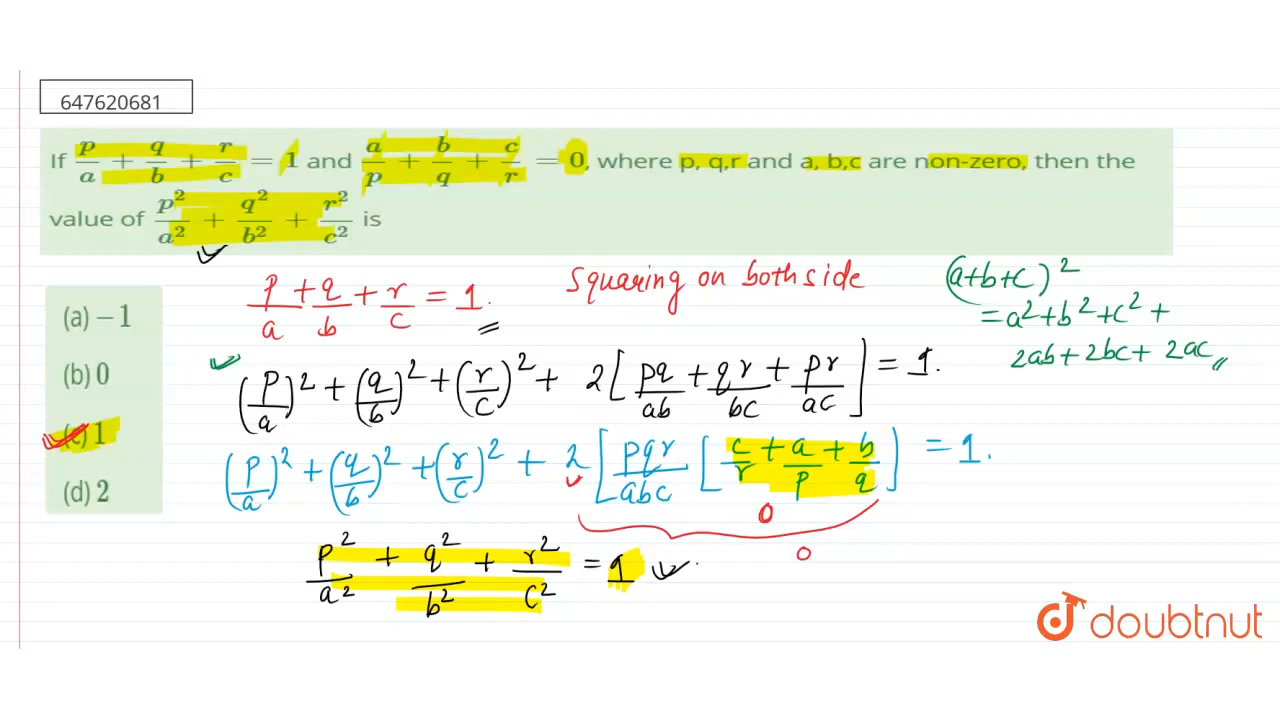 647620681
If p/a + q/b + r/c = 1 and a/p + b/q + c/r = 0, where p, q,r and a, b,c are non-zero, then the
value of p²/a² + q²/b² + r²/c² is
(a) −1
(b) 0
(c) 1
(d) 2
p/a + q/b + r/c = 1.
Squaring on both side
(a+b+c)²
= a²+b²+c²+
2ab+2bc+2ac
(p/a)² + (q/b)² + (r/c)² + 2[pq/ab + qr/bc + pr/ac] = 1.
(p/a)² + (q/b)² + (r/c)² + 2[pqr/abc [c/r + a/p + b/q] = 1.
0
0
p²/a² + q²/b² + r²/c² = 1
doubtnut